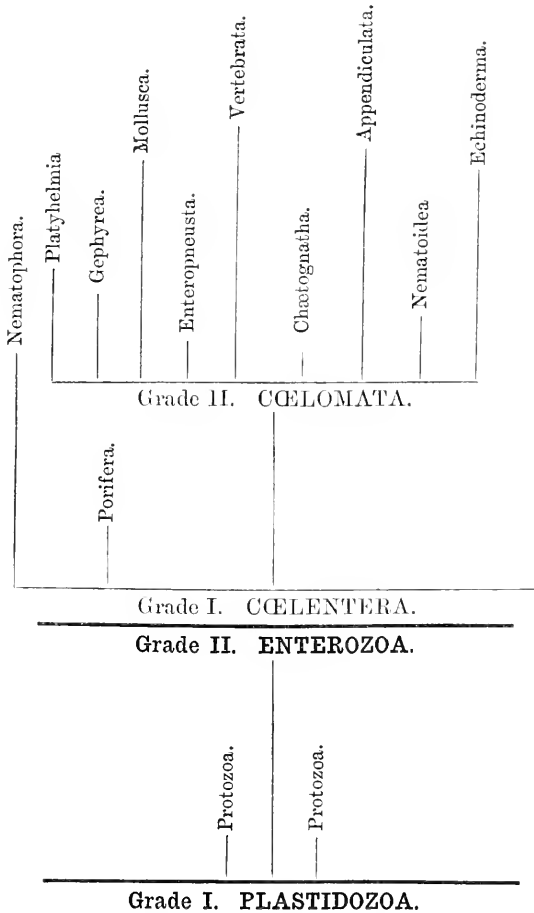 Nematophora.
Platyhelmia
Gephyrea.
Mollusca.
Enteropneusta.
Vertebrata.
Chætognatha.
Appendiculata.
Nematoidea
Echinoderma.
Grade II. CŒLOMATA.
Porifera.
Grade I. CŒLENTERA.
Grade II. ENTEROZOA.
Protozoa.
Protozoa.
Grade I. PLASTIDOZOA.